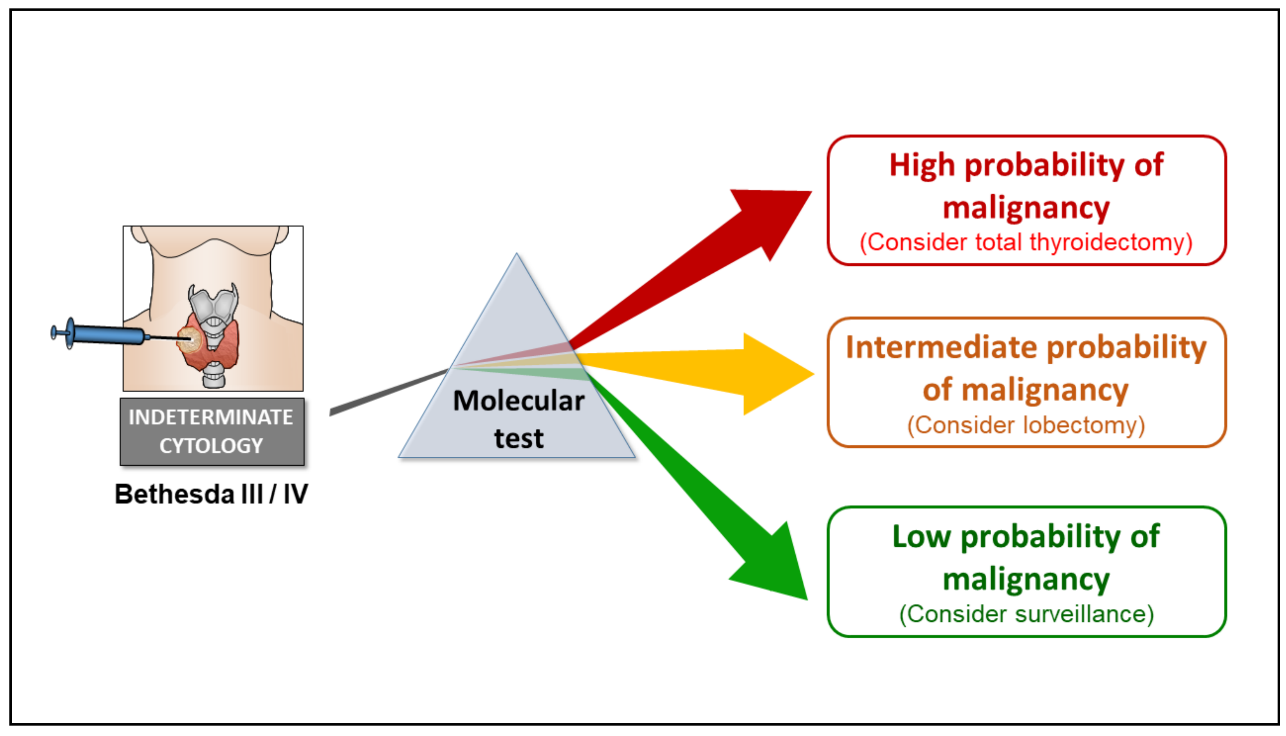 INDETERMINATE
CYTOLOGY
Bethesda III / IV
Molecular
test
High probability of
malignancy
(Consider total thyroidectomy)
Intermediate probability
of malignancy
(Consider lobectomy)
Low probability of
malignancy
(Consider surveillance)